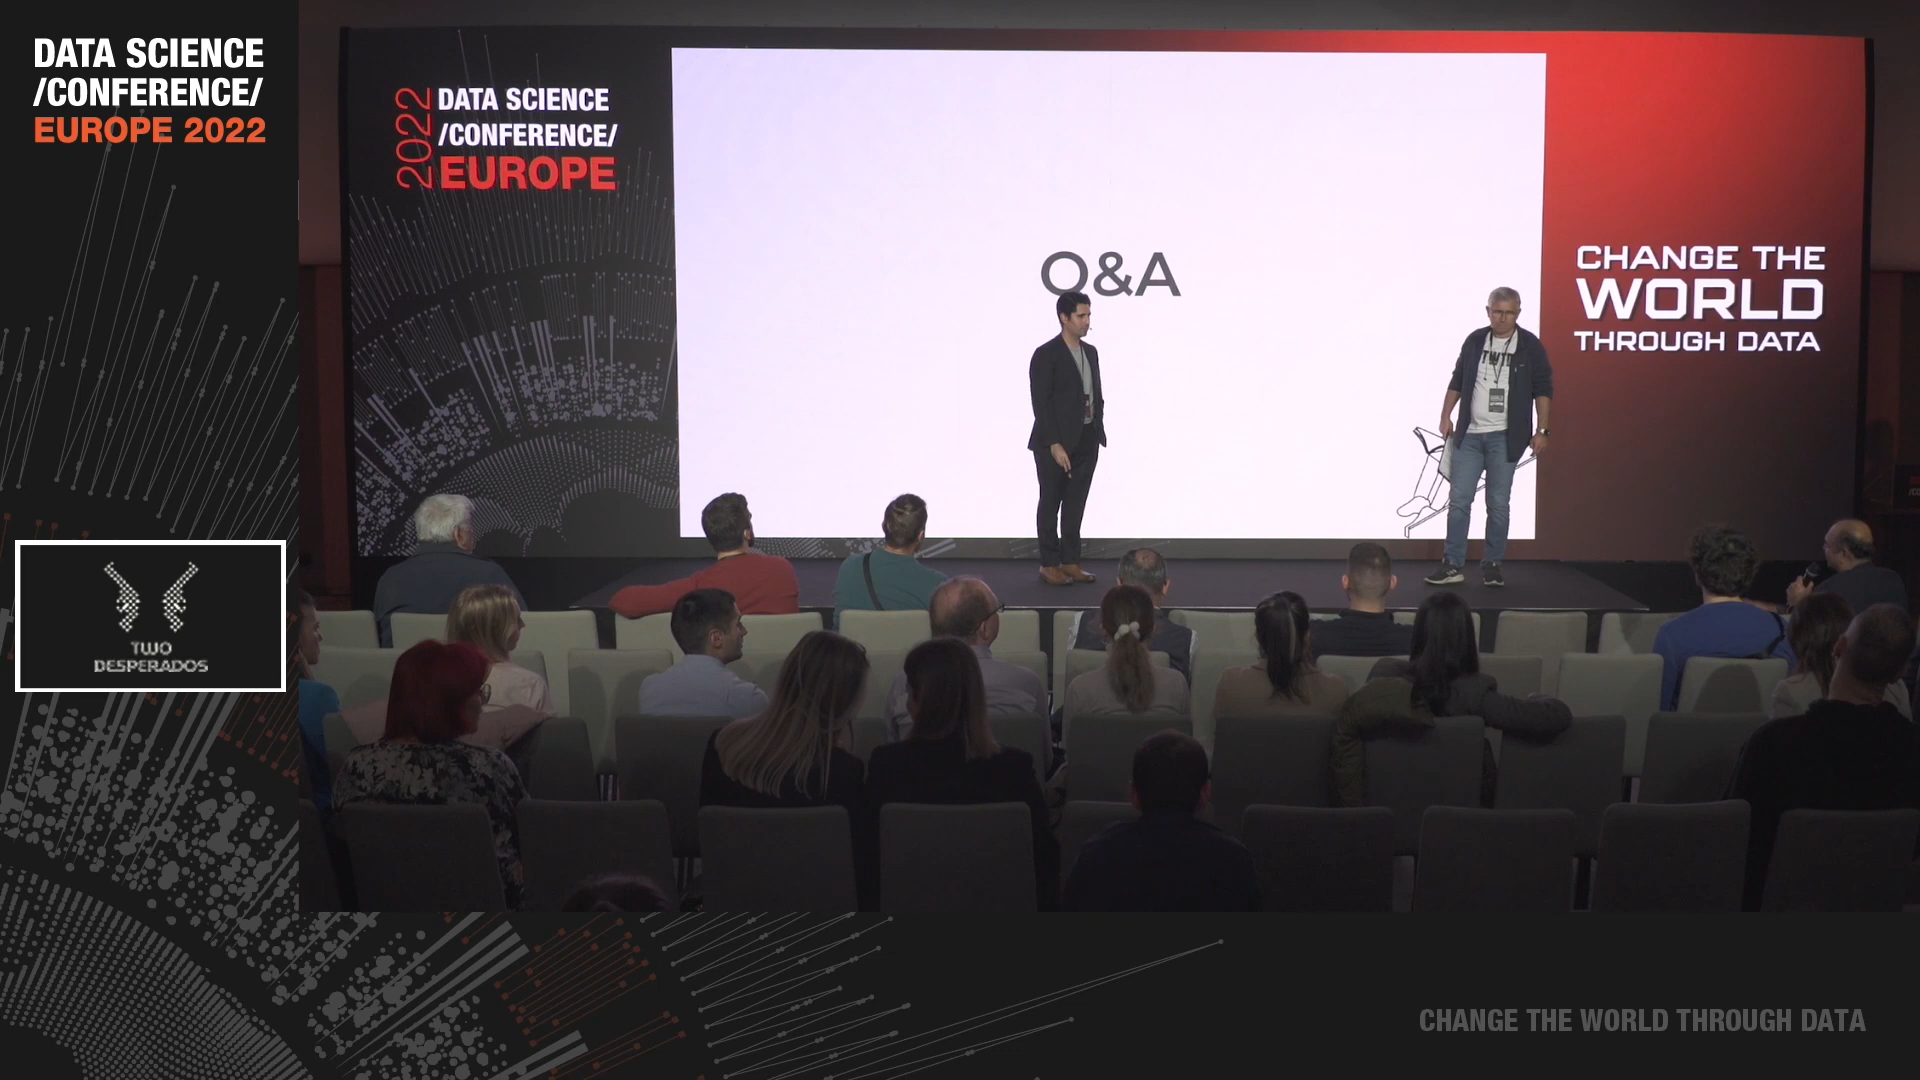 DATA SCIENCE
/CONFERENCE/
EUROPE 2022
2022
DATA SCIENCE
/CONFERENCE/
EUROPE
Q&A
CHANGE THE
WORLD
THROUGH DATA
TWO
DESPERADOS
CHANGE THE WORLD THROUGH DATA